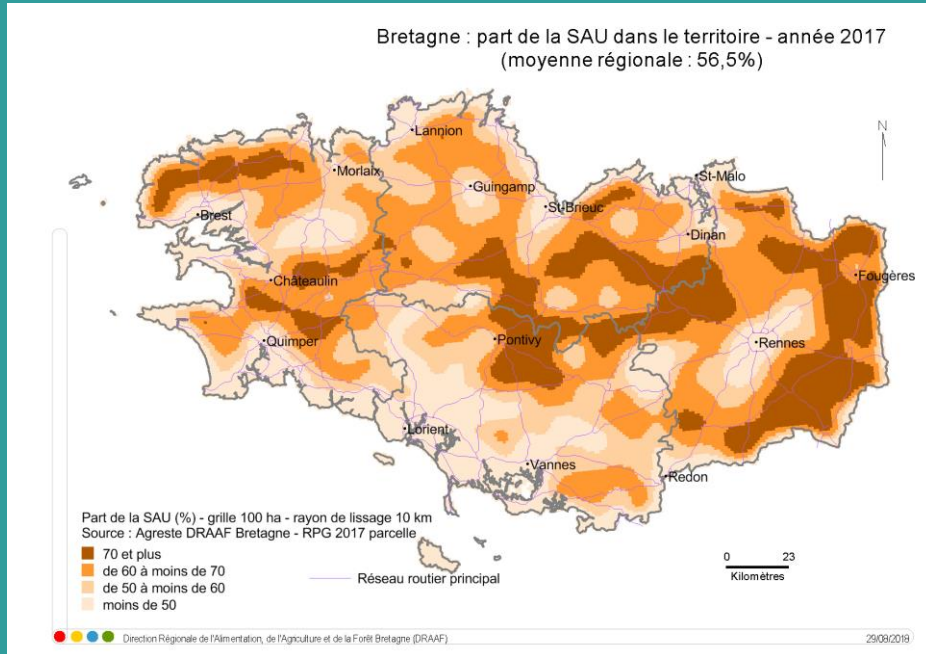 Bretagne : part de la SAU dans le territoire - année 2017
(moyenne régionale : 56,5%)
N
Lannion
Morlaix
Guingamp
St-Malo
St-Brieuc
Brest
Dinan
Châteaulin
Fougères
Quimper
Pontivy
Rennes
Lorient
Vannes
Redon
Part de la SAU (%) - grille 100 ha - rayon de lissage 10 km
Source : Agreste DRAAF Bretagne - RPG 2017 parcelle
70 et plus
de 60 à moins de 70
de 50 à moins de 60
moins de 50
Réseau routier principal
0 23
Kilomètres
Direction Régionale de l'Alimentation, de l'Agriculture et de la Forêt Bretagne (DRAAF)
29/08/2018